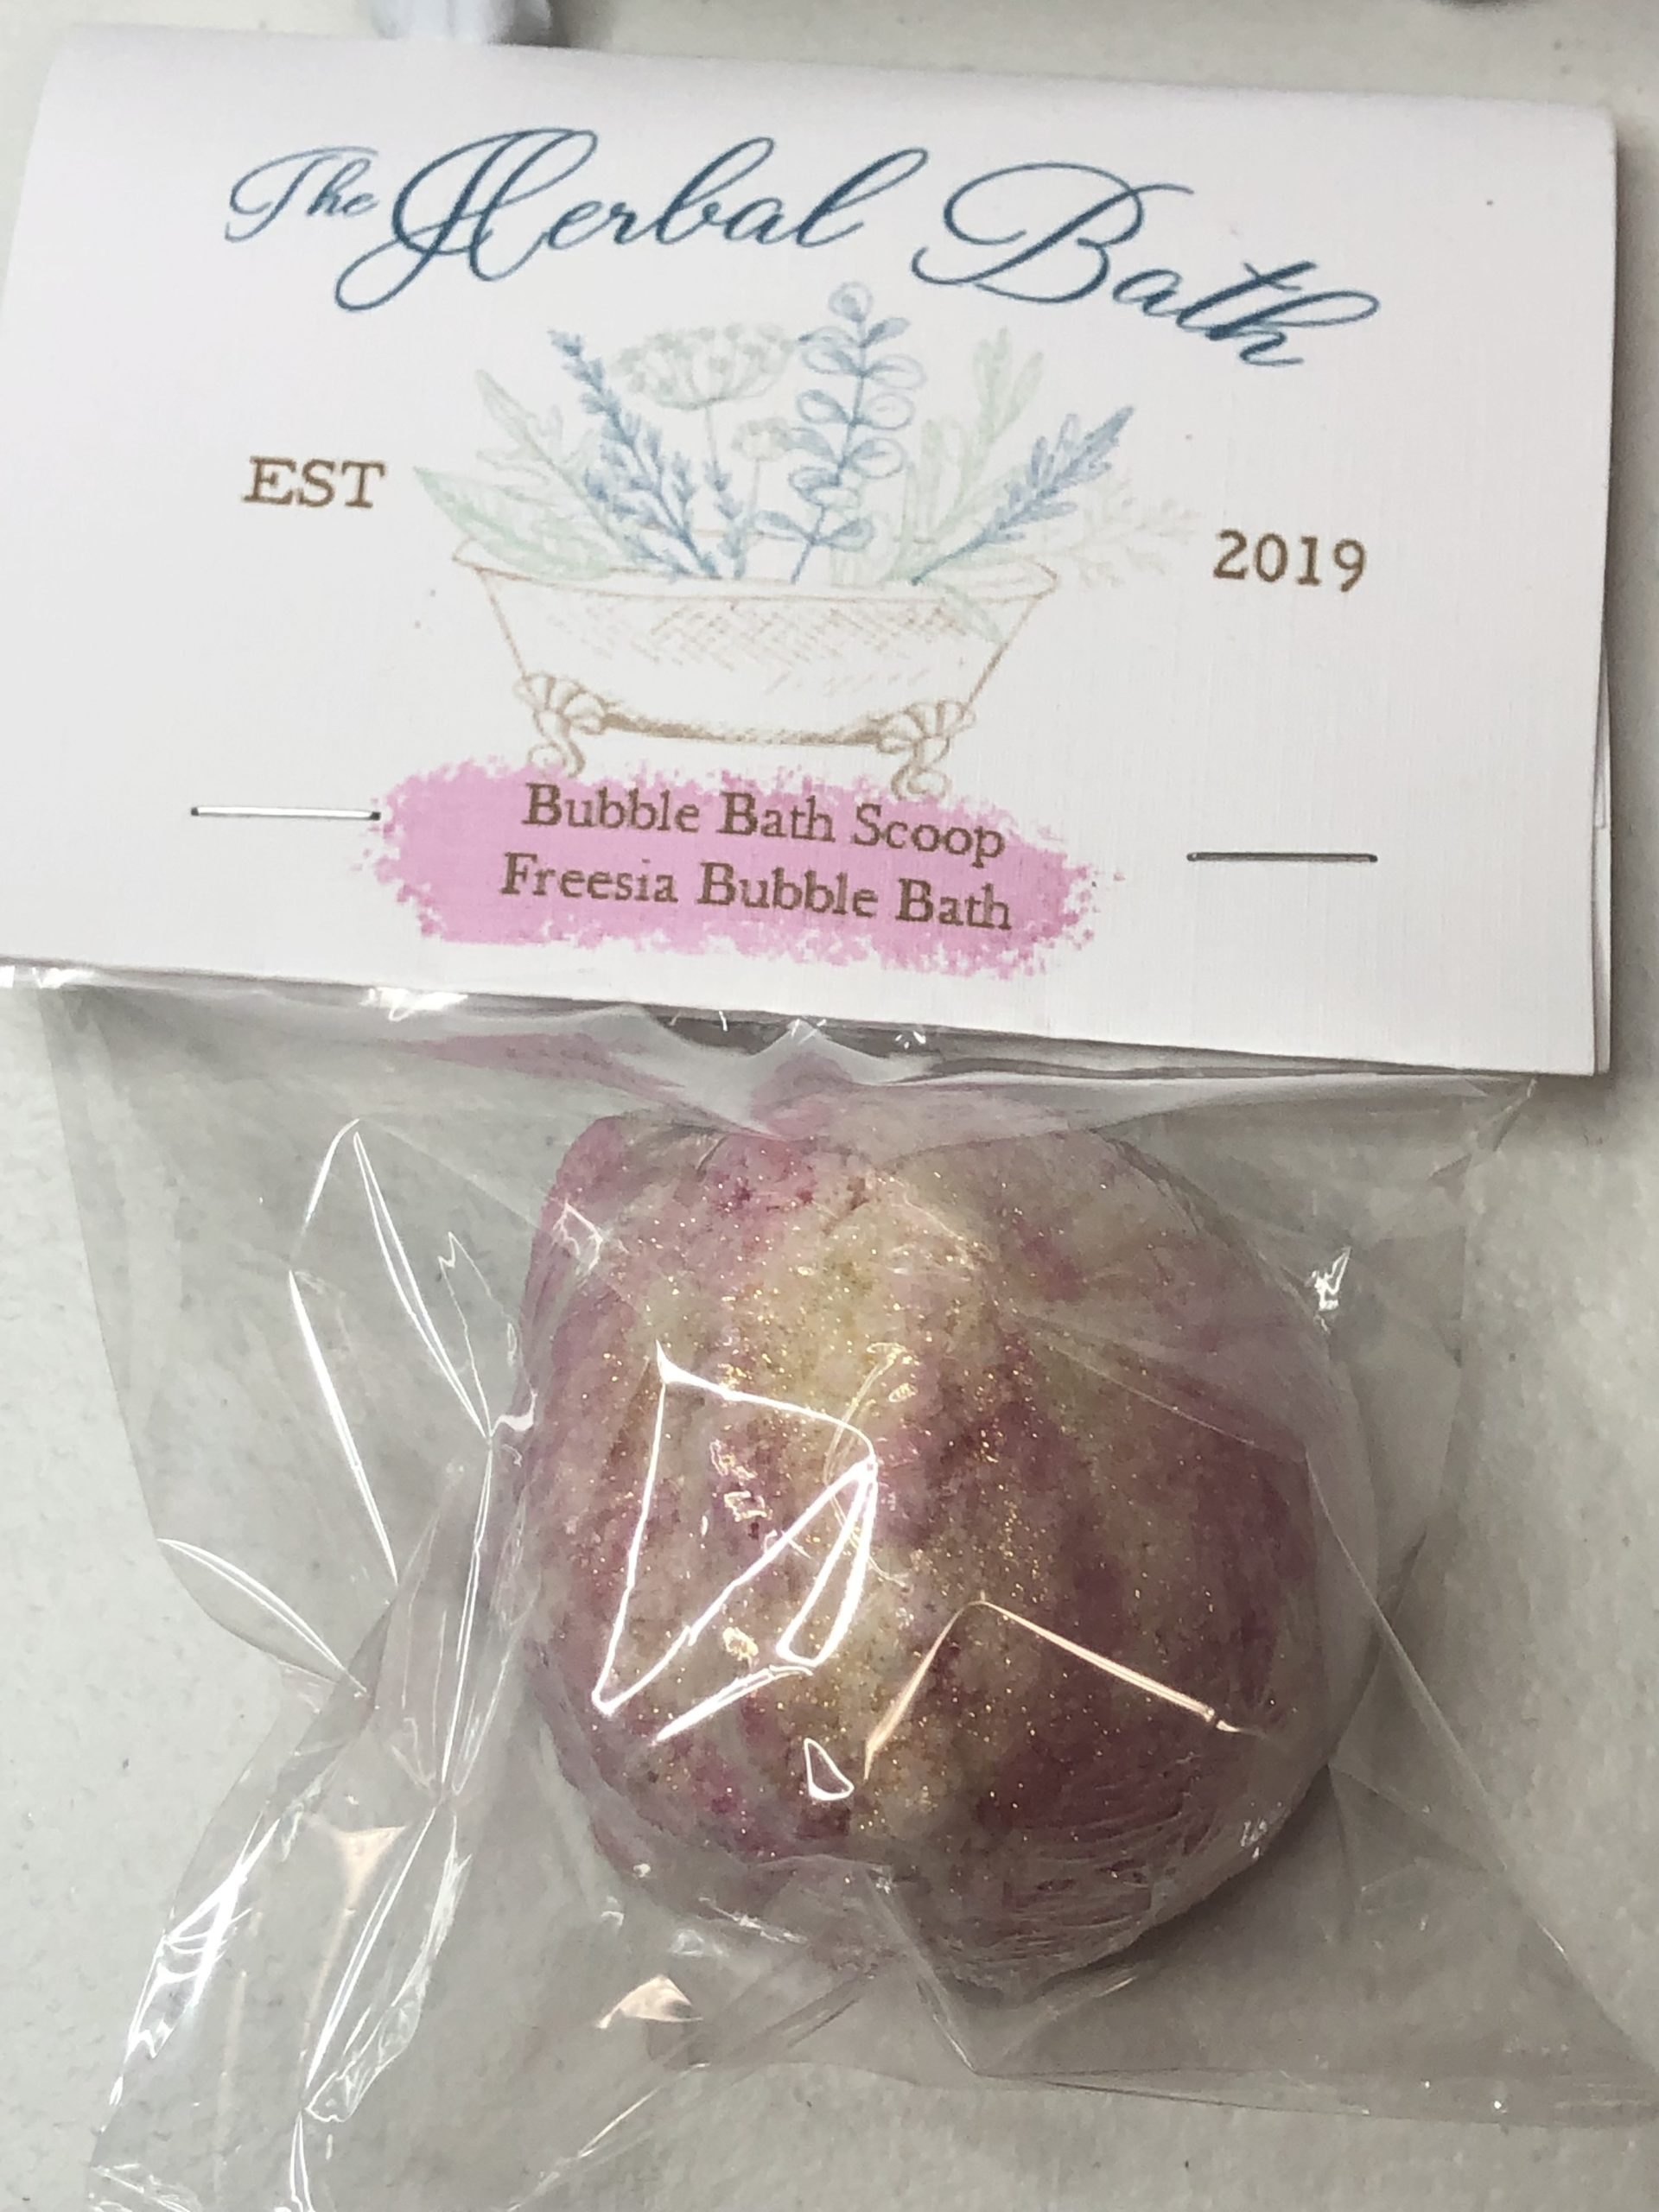 The Herbal Bath
EST
2019
Bubble Bath Scoop
Freesia Bubble Bath